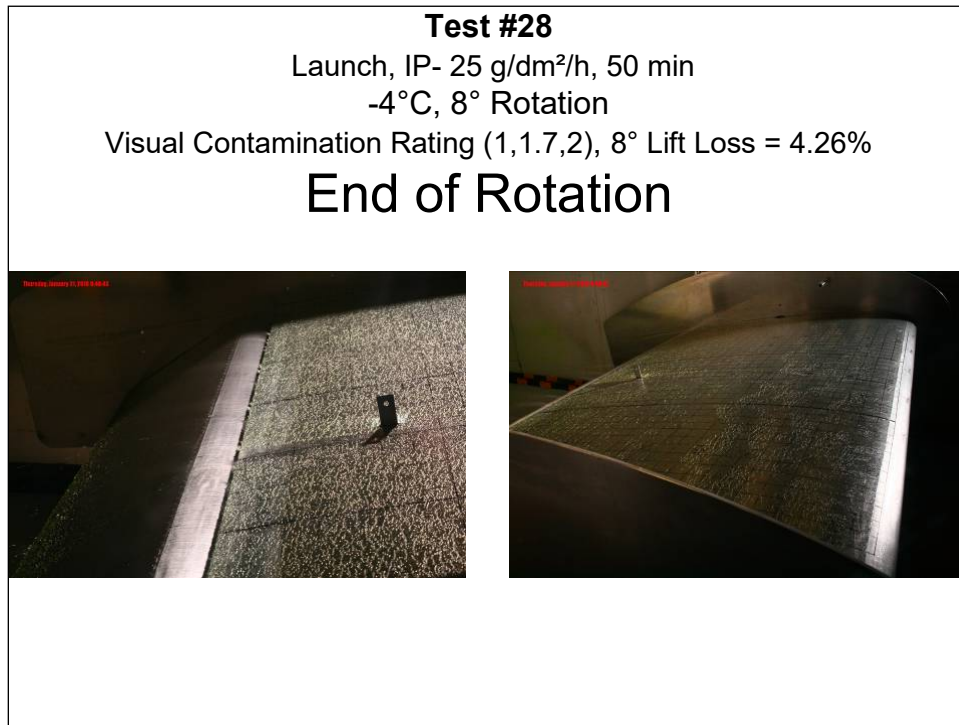 Test #28
Launch, IP- 25 g/dm²/h, 50 min
-4°C, 8° Rotation
Visual Contamination Rating (1,1.7,2), 8° Lift Loss = 4.26%
End of Rotation